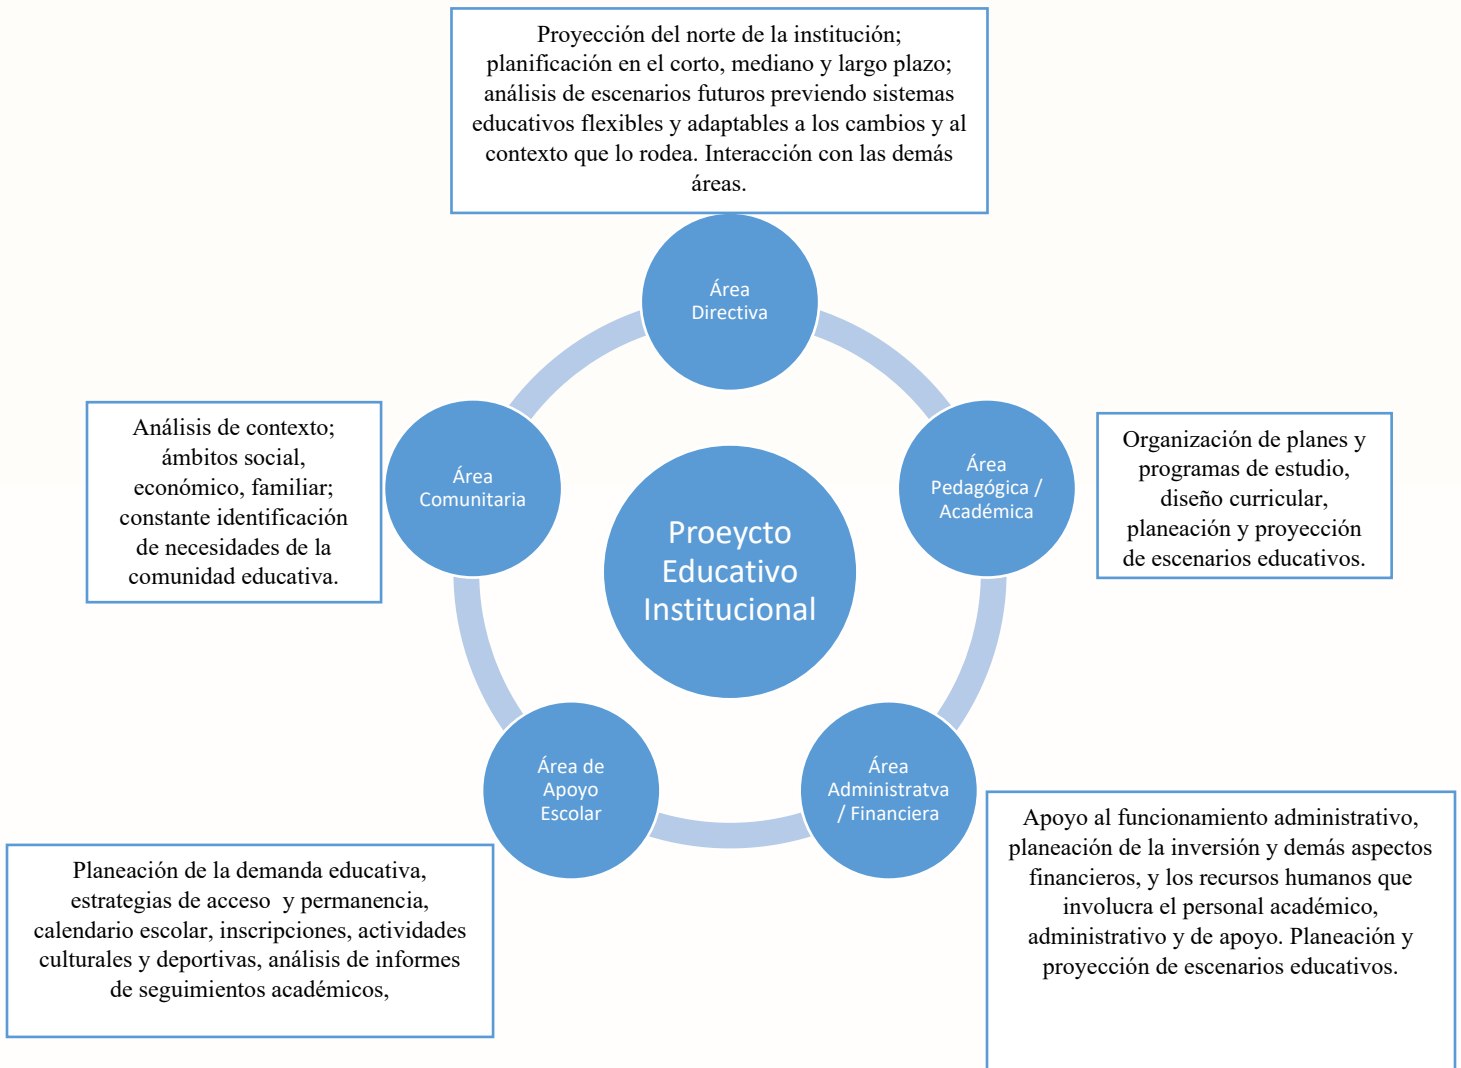 Proyección del norte de la institución;
planificación en el corto, mediano y largo plazo;
análisis de escenarios futuros previendo sistemas
educativos flexibles y adaptables a los cambios y al
contexto que lo rodea. Interacción con las demás
áreas.
Área
Directiva
Análisis de contexto;
ámbitos social,
económico, familiar;
constante identificación
de necesidades de la
comunidad educativa.
Área
Comunitaria
Área
Pedagógica /
Académica
Organización de planes y
programas de estudio,
diseño curricular,
planeación y proyección
de escenarios educativos.
Proeycto
Educativo
Institucional
Área de
Apoyo
Escolar
Área
Administratva
/ Financiera
Planeación de la demanda educativa,
estrategias de acceso  y permanencia,
calendario escolar, inscripciones, actividades
culturales y deportivas, análisis de informes
de seguimientos académicos,
Apoyo al funcionamiento administrativo,
planeación de la inversión y demás aspectos
financieros, y los recursos humanos que
involucra el personal académico,
administrativo y de apoyo. Planeación y
proyección de escenarios educativos.